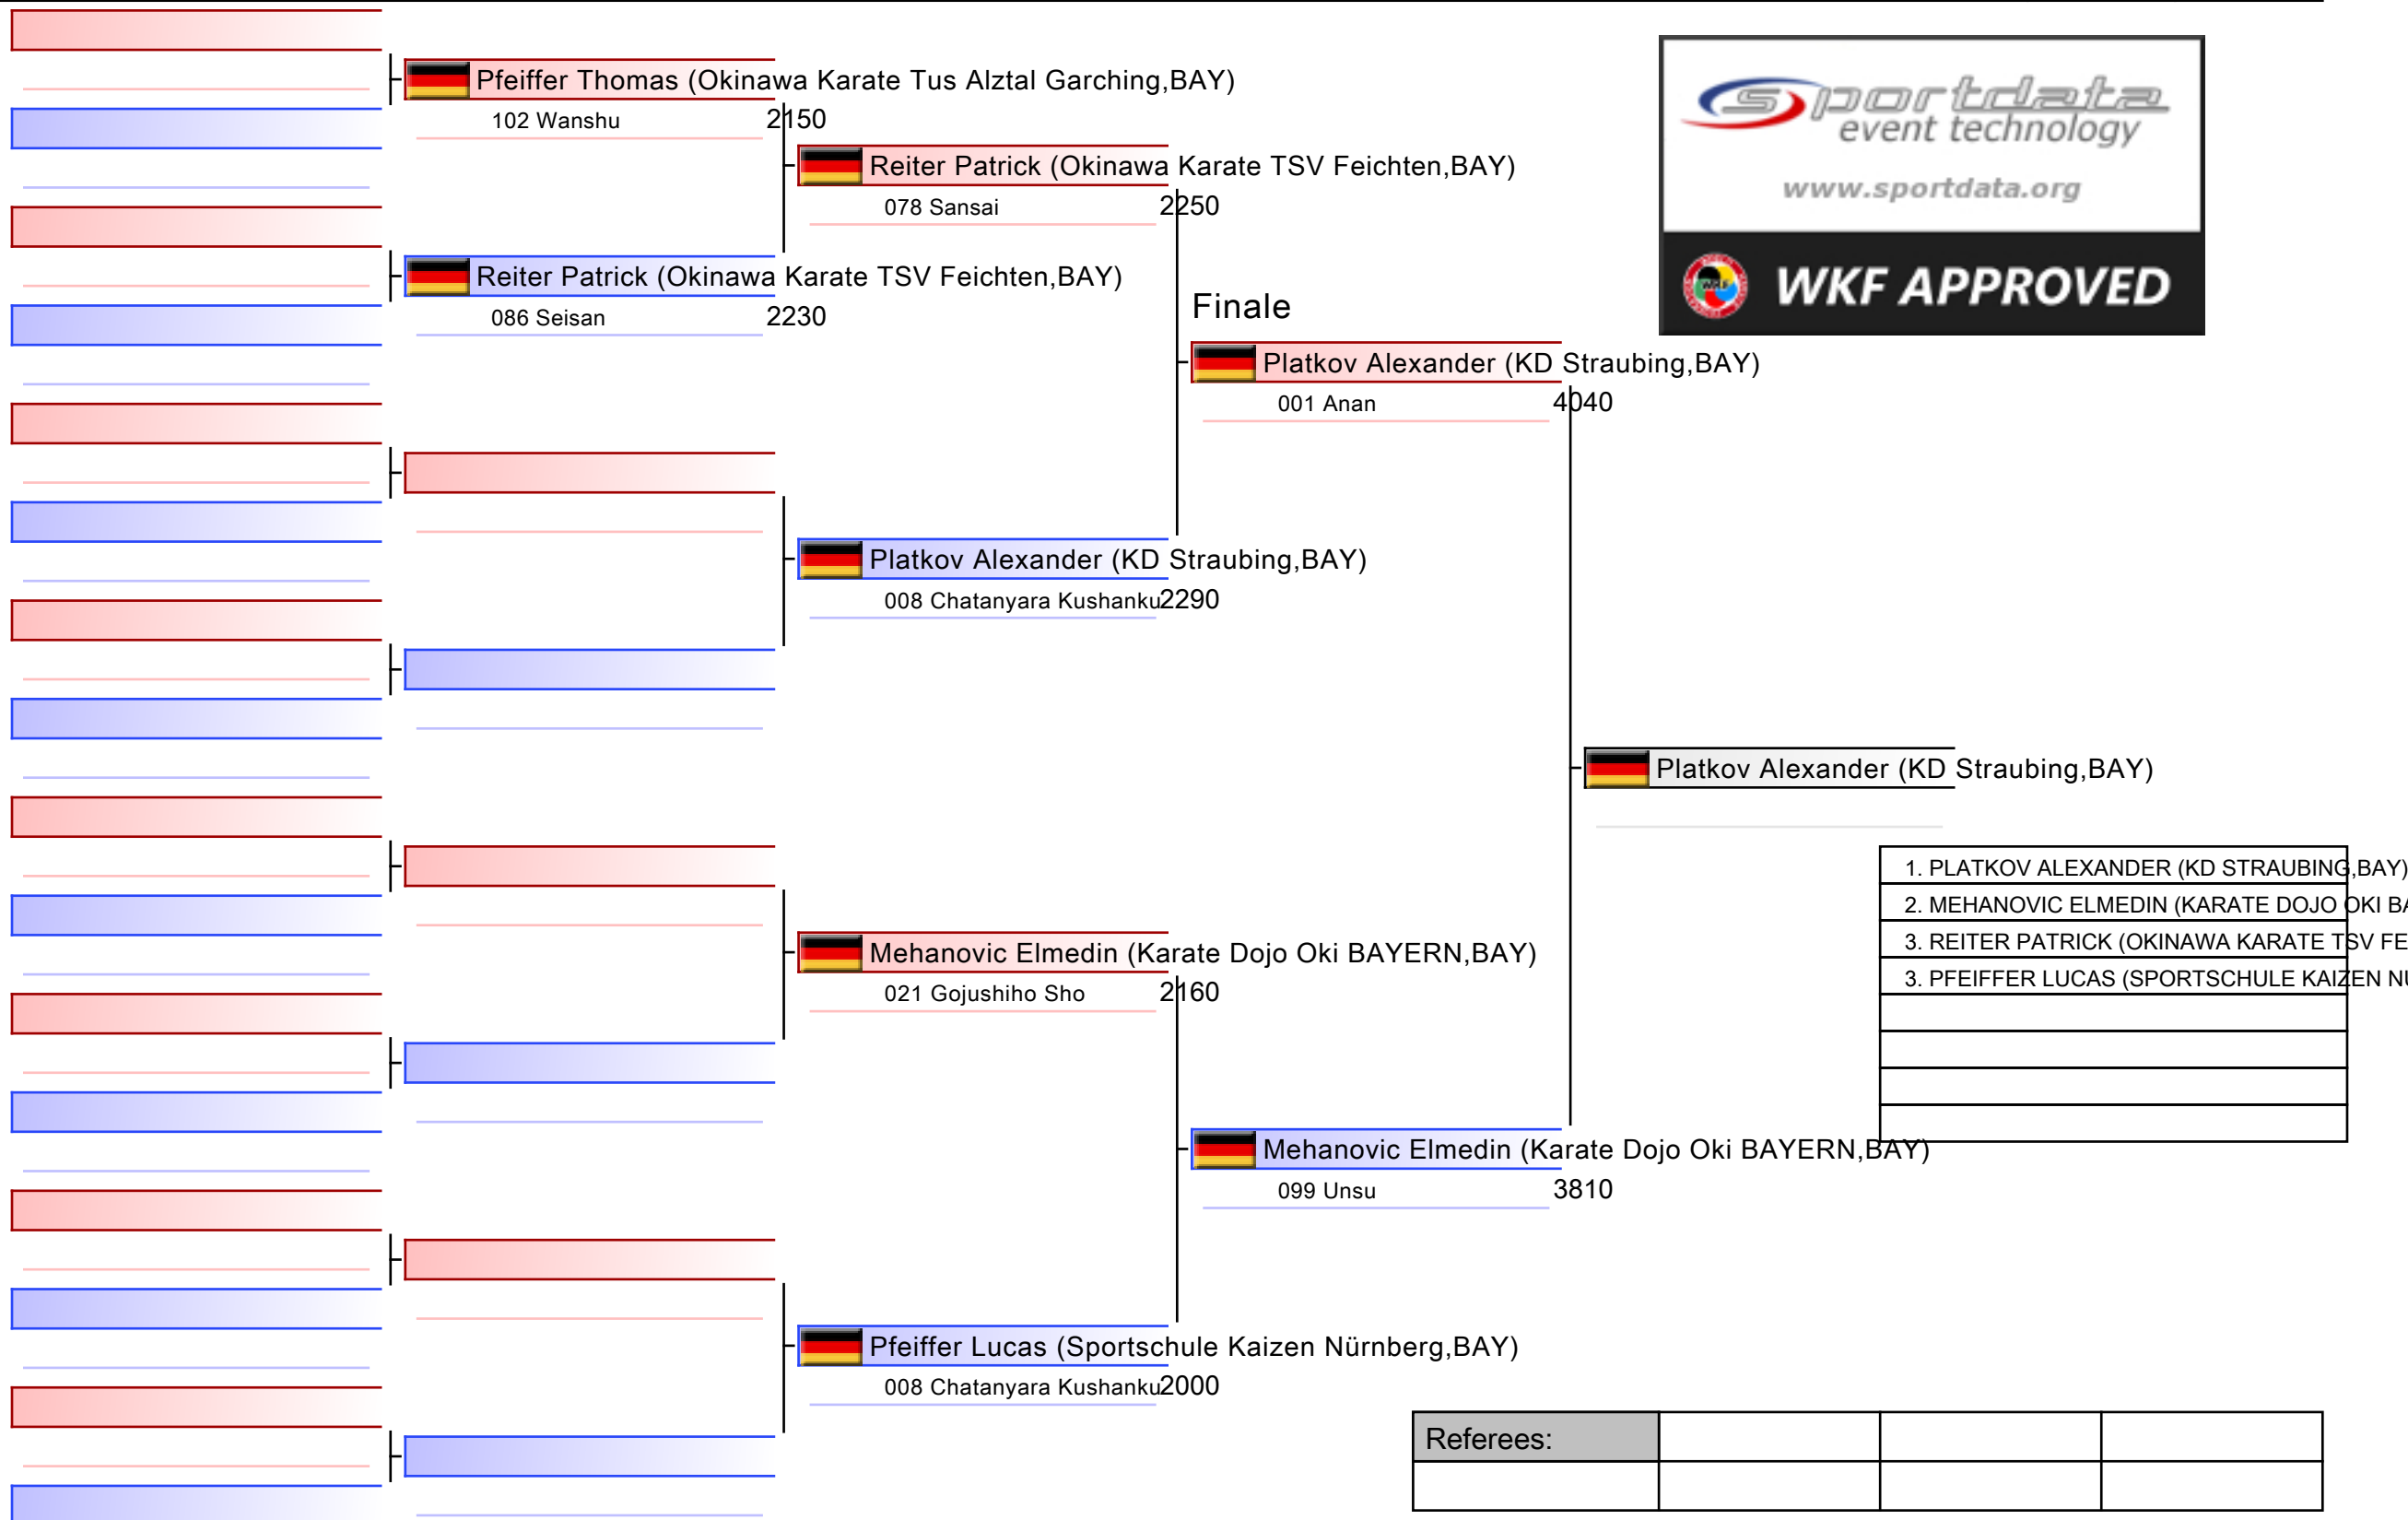 Pfeiffer Thomas (Okinawa Karate Tus Alztal Garching,BAY)
102 Wanshu 2150
Reiter Patrick (Okinawa Karate TSV Feichten,BAY)
078 Sansai 2250
Reiter Patrick (Okinawa Karate TSV Feichten,BAY)
086 Seisan 2230
sportdata
event technology
www.sportdata.org
WKF
WKF APPROVED
Finale
Platkov Alexander (KD Straubing,BAY)
001 Anan 4040
Platkov Alexander (KD Straubing,BAY)
008 Chatanyara Kushanku 2290
Platkov Alexander (KD Straubing,BAY)
1. PLATKOV ALEXANDER (KD STRAUBING,BAY)
2. MEHANOVIC ELMEDIN (KARATE DOJO OKI BA
3. REITER PATRICK (OKINAWA KARATE TSV FE
3. PFEIFFER LUCAS (SPORTSCHULE KAIZEN NÜ
Mehanovic Elmedin (Karate Dojo Oki BAYERN,BAY)
021 Gojushiho Sho 2160
Mehanovic Elmedin (Karate Dojo Oki BAYERN,BAY)
099 Unsu 3810
Pfeiffer Lucas (Sportschule Kaizen Nürnberg,BAY)
008 Chatanyara Kushanku 2000
Referees: